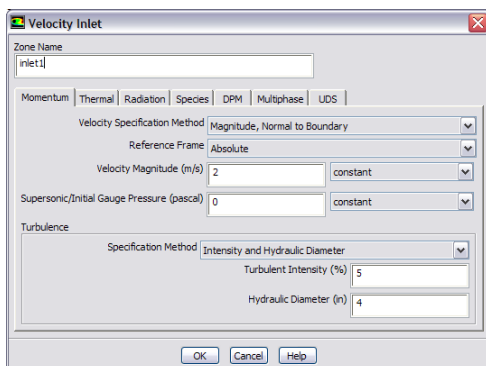 Velocity Inlet
Zone Name
inlet1
Momentum Thermal Radiation Species DPM Multiphase UDS
Velocity Specification Method Magnitude, Normal to Boundary
Reference Frame Absolute
Velocity Magnitude (m/s) 2 constant
Supersonic/Initial Gauge Pressure (pascal) 0 constant
Turbulence
Specification Method Intensity and Hydraulic Diameter
Turbulent Intensity (%) 5
Hydraulic Diameter (in) 4
OK Cancel Help